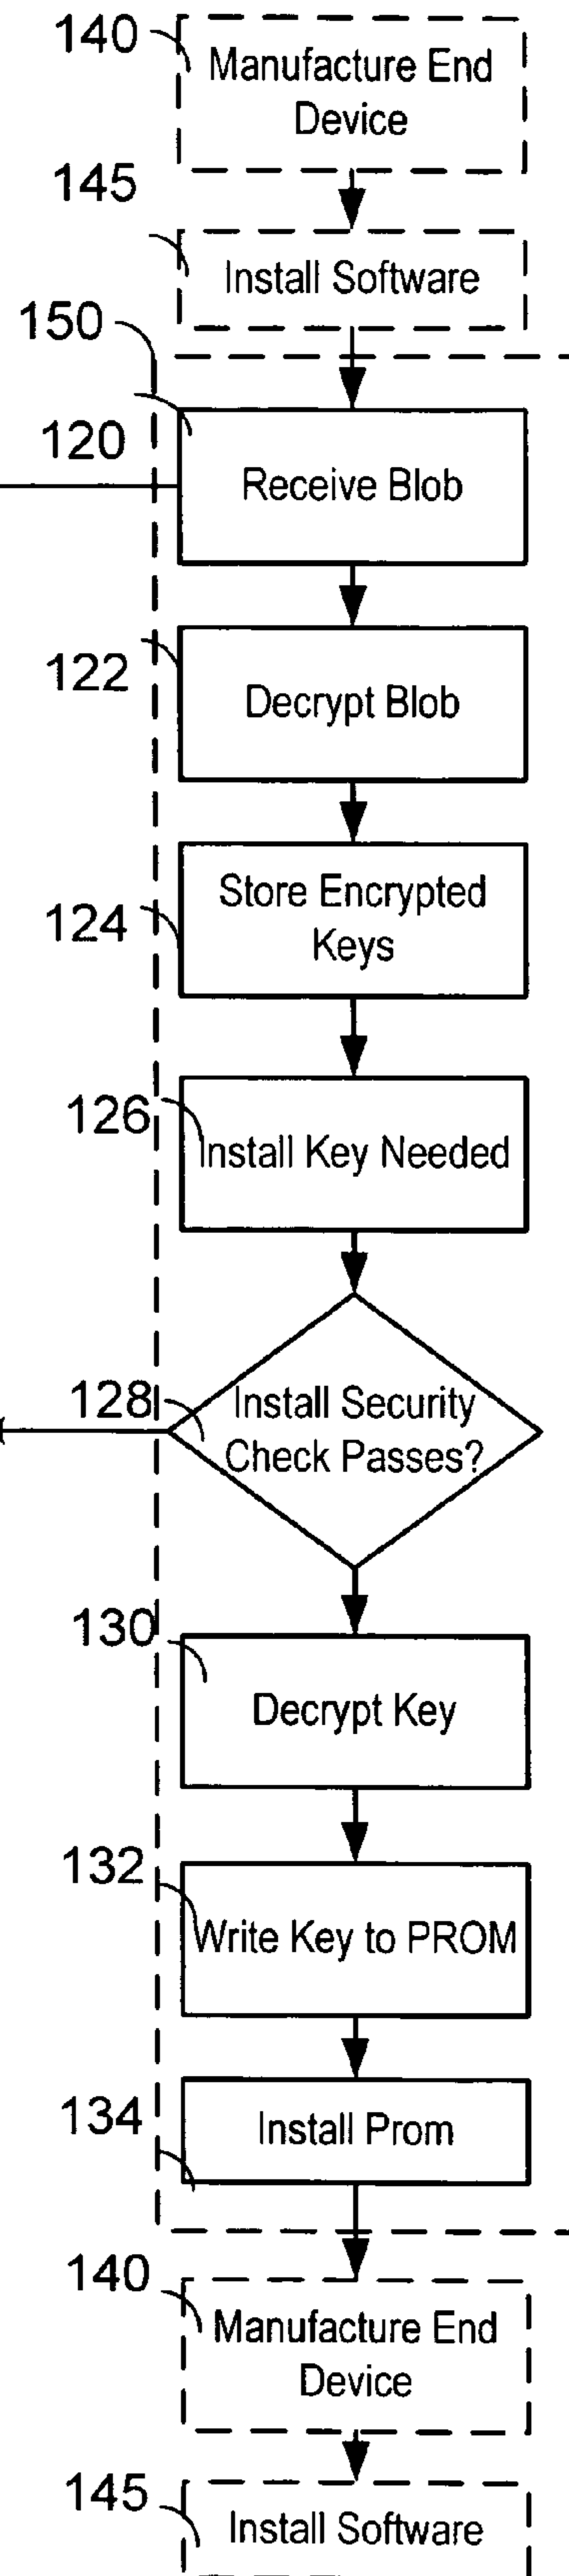 140
Manufacture End
Device
145
Install Software
150
120
Receive Blob
122
Decrypt Blob
124
Store Encrypted
Keys
126
Install Key Needed
128
Install Security
Check Passes?
130
Decrypt Key
132
Write Key to PROM
134
Install Prom
140
Manufacture End
Device
145
Install Software